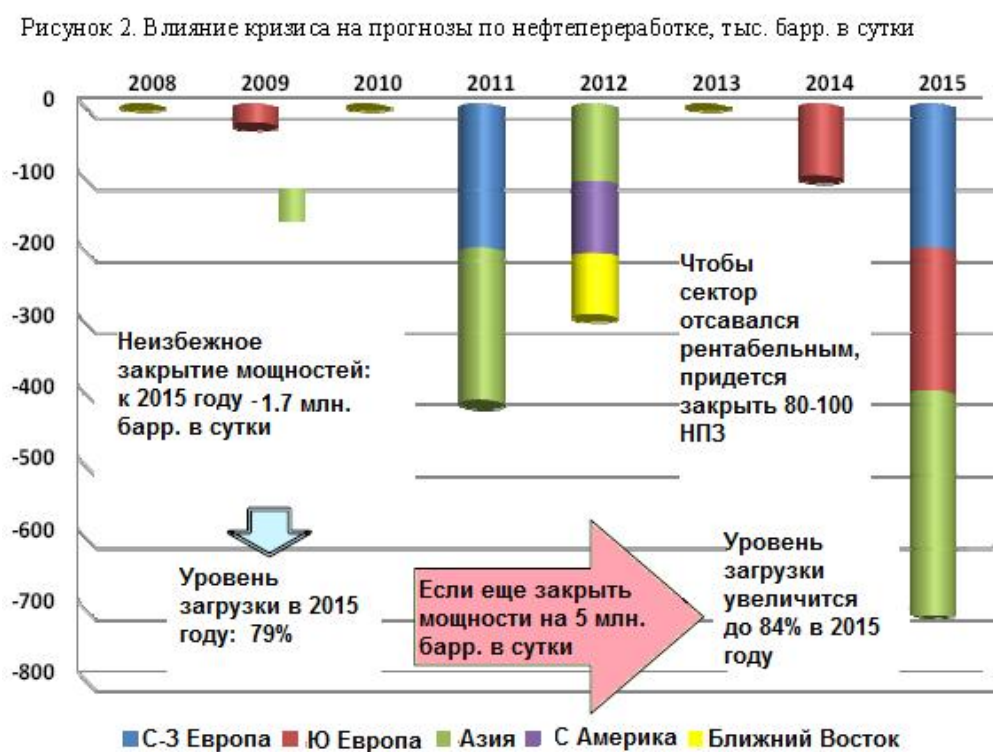 Рисунок 2. Влияние кризиса на прогнозы по нефтепереработке, тыс. барр. в сутки
2008 2009 2010 2011 2012 2013 2014 2015
0
-100
-200
-300
-400
-500
-600
-700
-800
Неизбежное
закрытие мощностей:
к 2015 году -1.7 млн.
барр. в сутки
Чтобы
сектор
отсавался
рентабельным,
придется
закрыть 80-100
НПЗ
Уровень
загрузки в 2015
году: 79%
Если еще закрыть
мощности на 5 млн.
барр. в сутки
Уровень
загрузки
увеличится
до 84% в 2015
году
С-З Европа Ю Европа Азия С Америка Ближний Восток